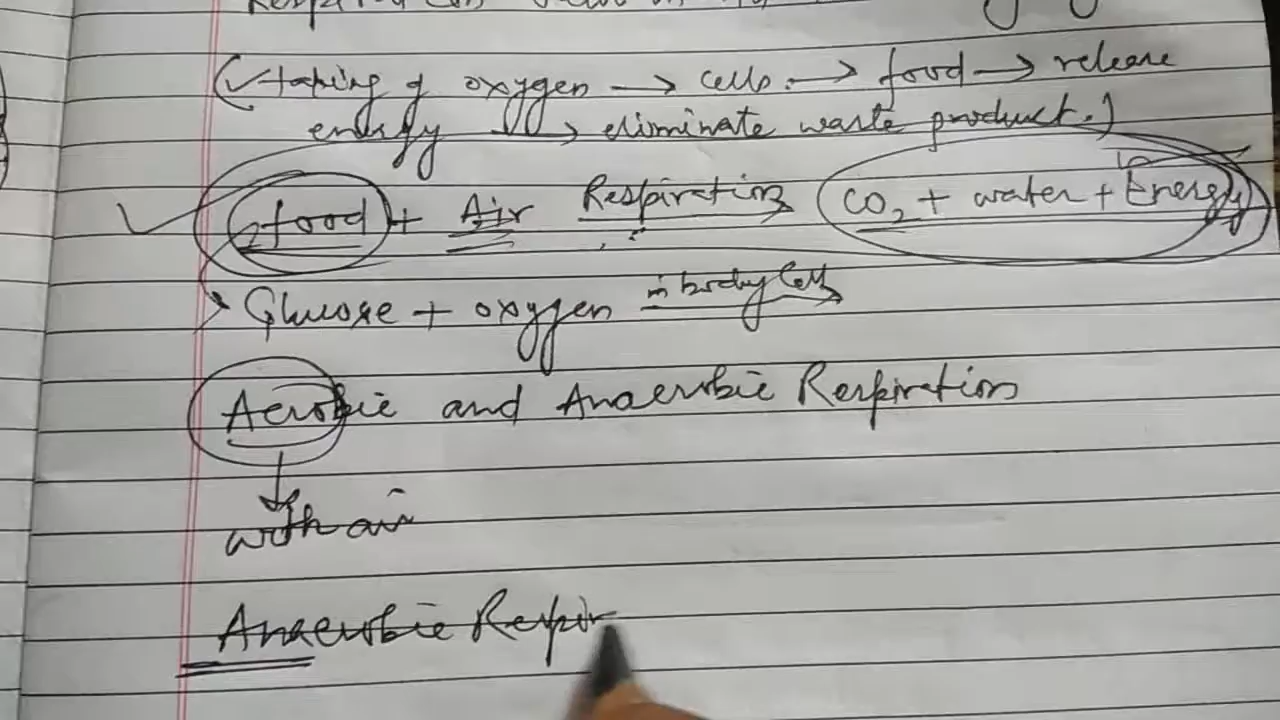 (✓taking of oxygen → cells. → food → release
energy → eliminate waste product.)
food + Air Respiration → CO2 + water + Energy
Glucose + oxygen in body Cells →
Aerobic and Anaerobic Respiration
↓
with air
Anaerobic Respir